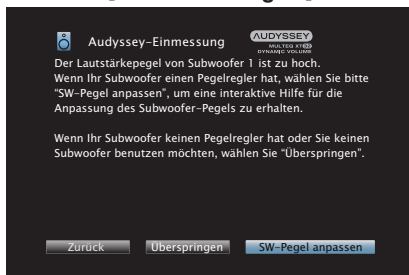 Audyssey-Einmessung
AUDYSSEY
MULTEQ XT32
DYNAMIC VOLUME
Der Lautstärkepegel von Subwoofer 1 ist zu hoch.
Wenn Ihr Subwoofer einen Pegelregler hat, wählen Sie bitte
“SW-Pegel anpassen”, um eine interaktive Hilfe für die
Anpassung des Subwoofer-Pegels zu erhalten.
Wenn Ihr Subwoofer keinen Pegelregler hat oder Sie keinen
Subwoofer benutzen möchten, wählen Sie “Überspringen”.
Zurück
Überspringen
SW-Pegel anpassen